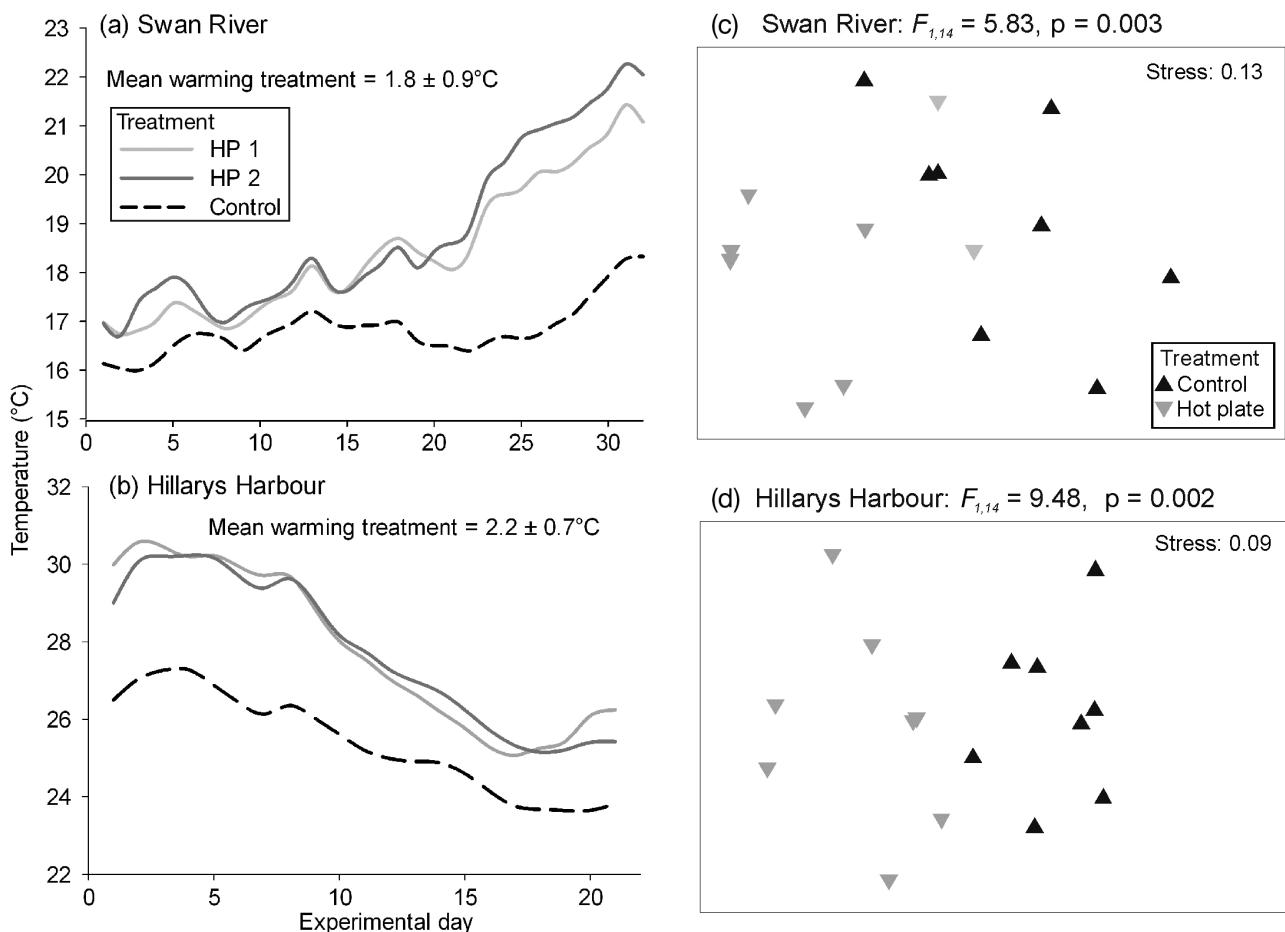 (a) Swan River
Mean warming treatment = 1.8 ± 0.9°C
Treatment
HP 1
HP 2
Control
23
22
21
20
19
18
17
16
15
0
5
10
15
20
25
30
(b) Hillarys Harbour
Mean warming treatment = 2.2 ± 0.7°C
32
30
28
26
24
22
0
5
10
15
20
Temperature (°C)
Experimental day
(c) Swan River: F1,14 = 5.83, p = 0.003
Stress: 0.13
Treatment
Control
Hot plate
(d) Hillarys Harbour: F1,14 = 9.48, p = 0.002
Stress: 0.09